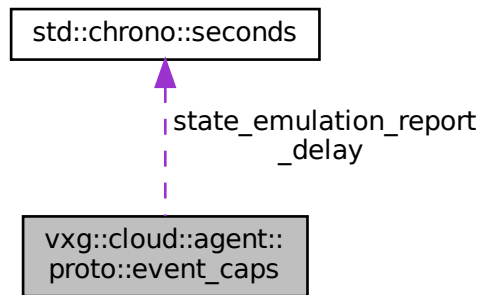 std::chrono::seconds
state_emulation_report
_delay
vxg::cloud::agent::
proto::event_caps